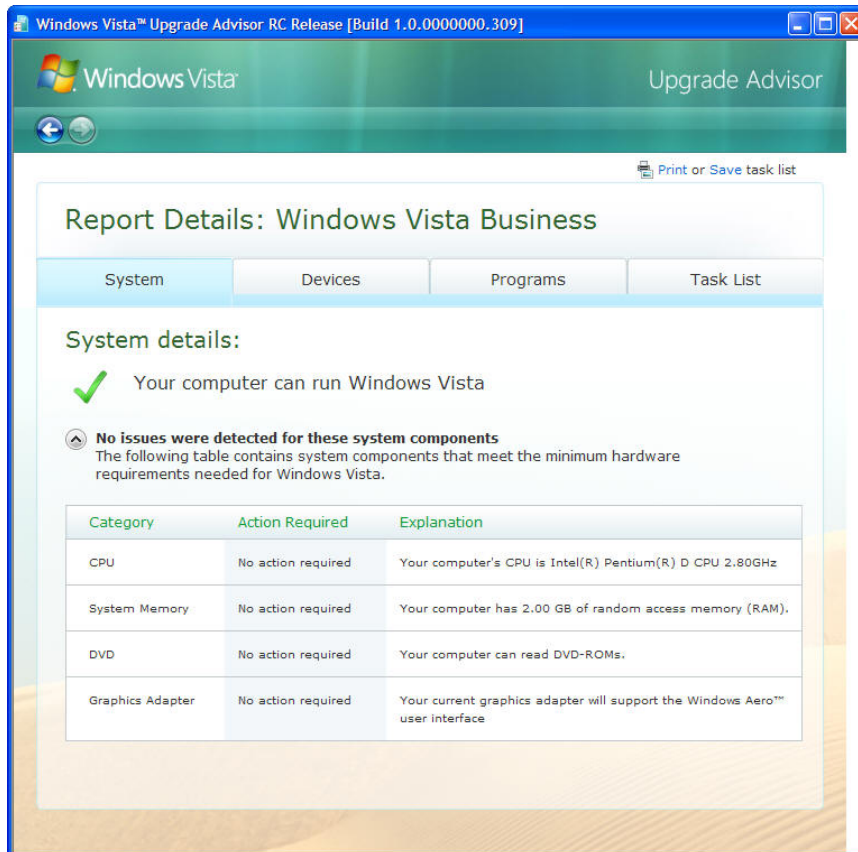 Windows Vista™ Upgrade Advisor RC Release [Build 1.0.0000000.309]
Windows Vista™
Upgrade Advisor
Print or Save task list
Report Details: Windows Vista Business
System Devices Programs Task List
System details:
Your computer can run Windows Vista
No issues were detected for these system components
The following table contains system components that meet the minimum hardware
requirements needed for Windows Vista.
Category Action Required Explanation
CPU No action required Your computer's CPU is Intel(R) Pentium(R) D CPU 2.80GHz
System Memory No action required Your computer has 2.00 GB of random access memory (RAM).
DVD No action required Your computer can read DVD-ROMs.
Graphics Adapter No action required Your current graphics adapter will support the Windows Aero™
user interface